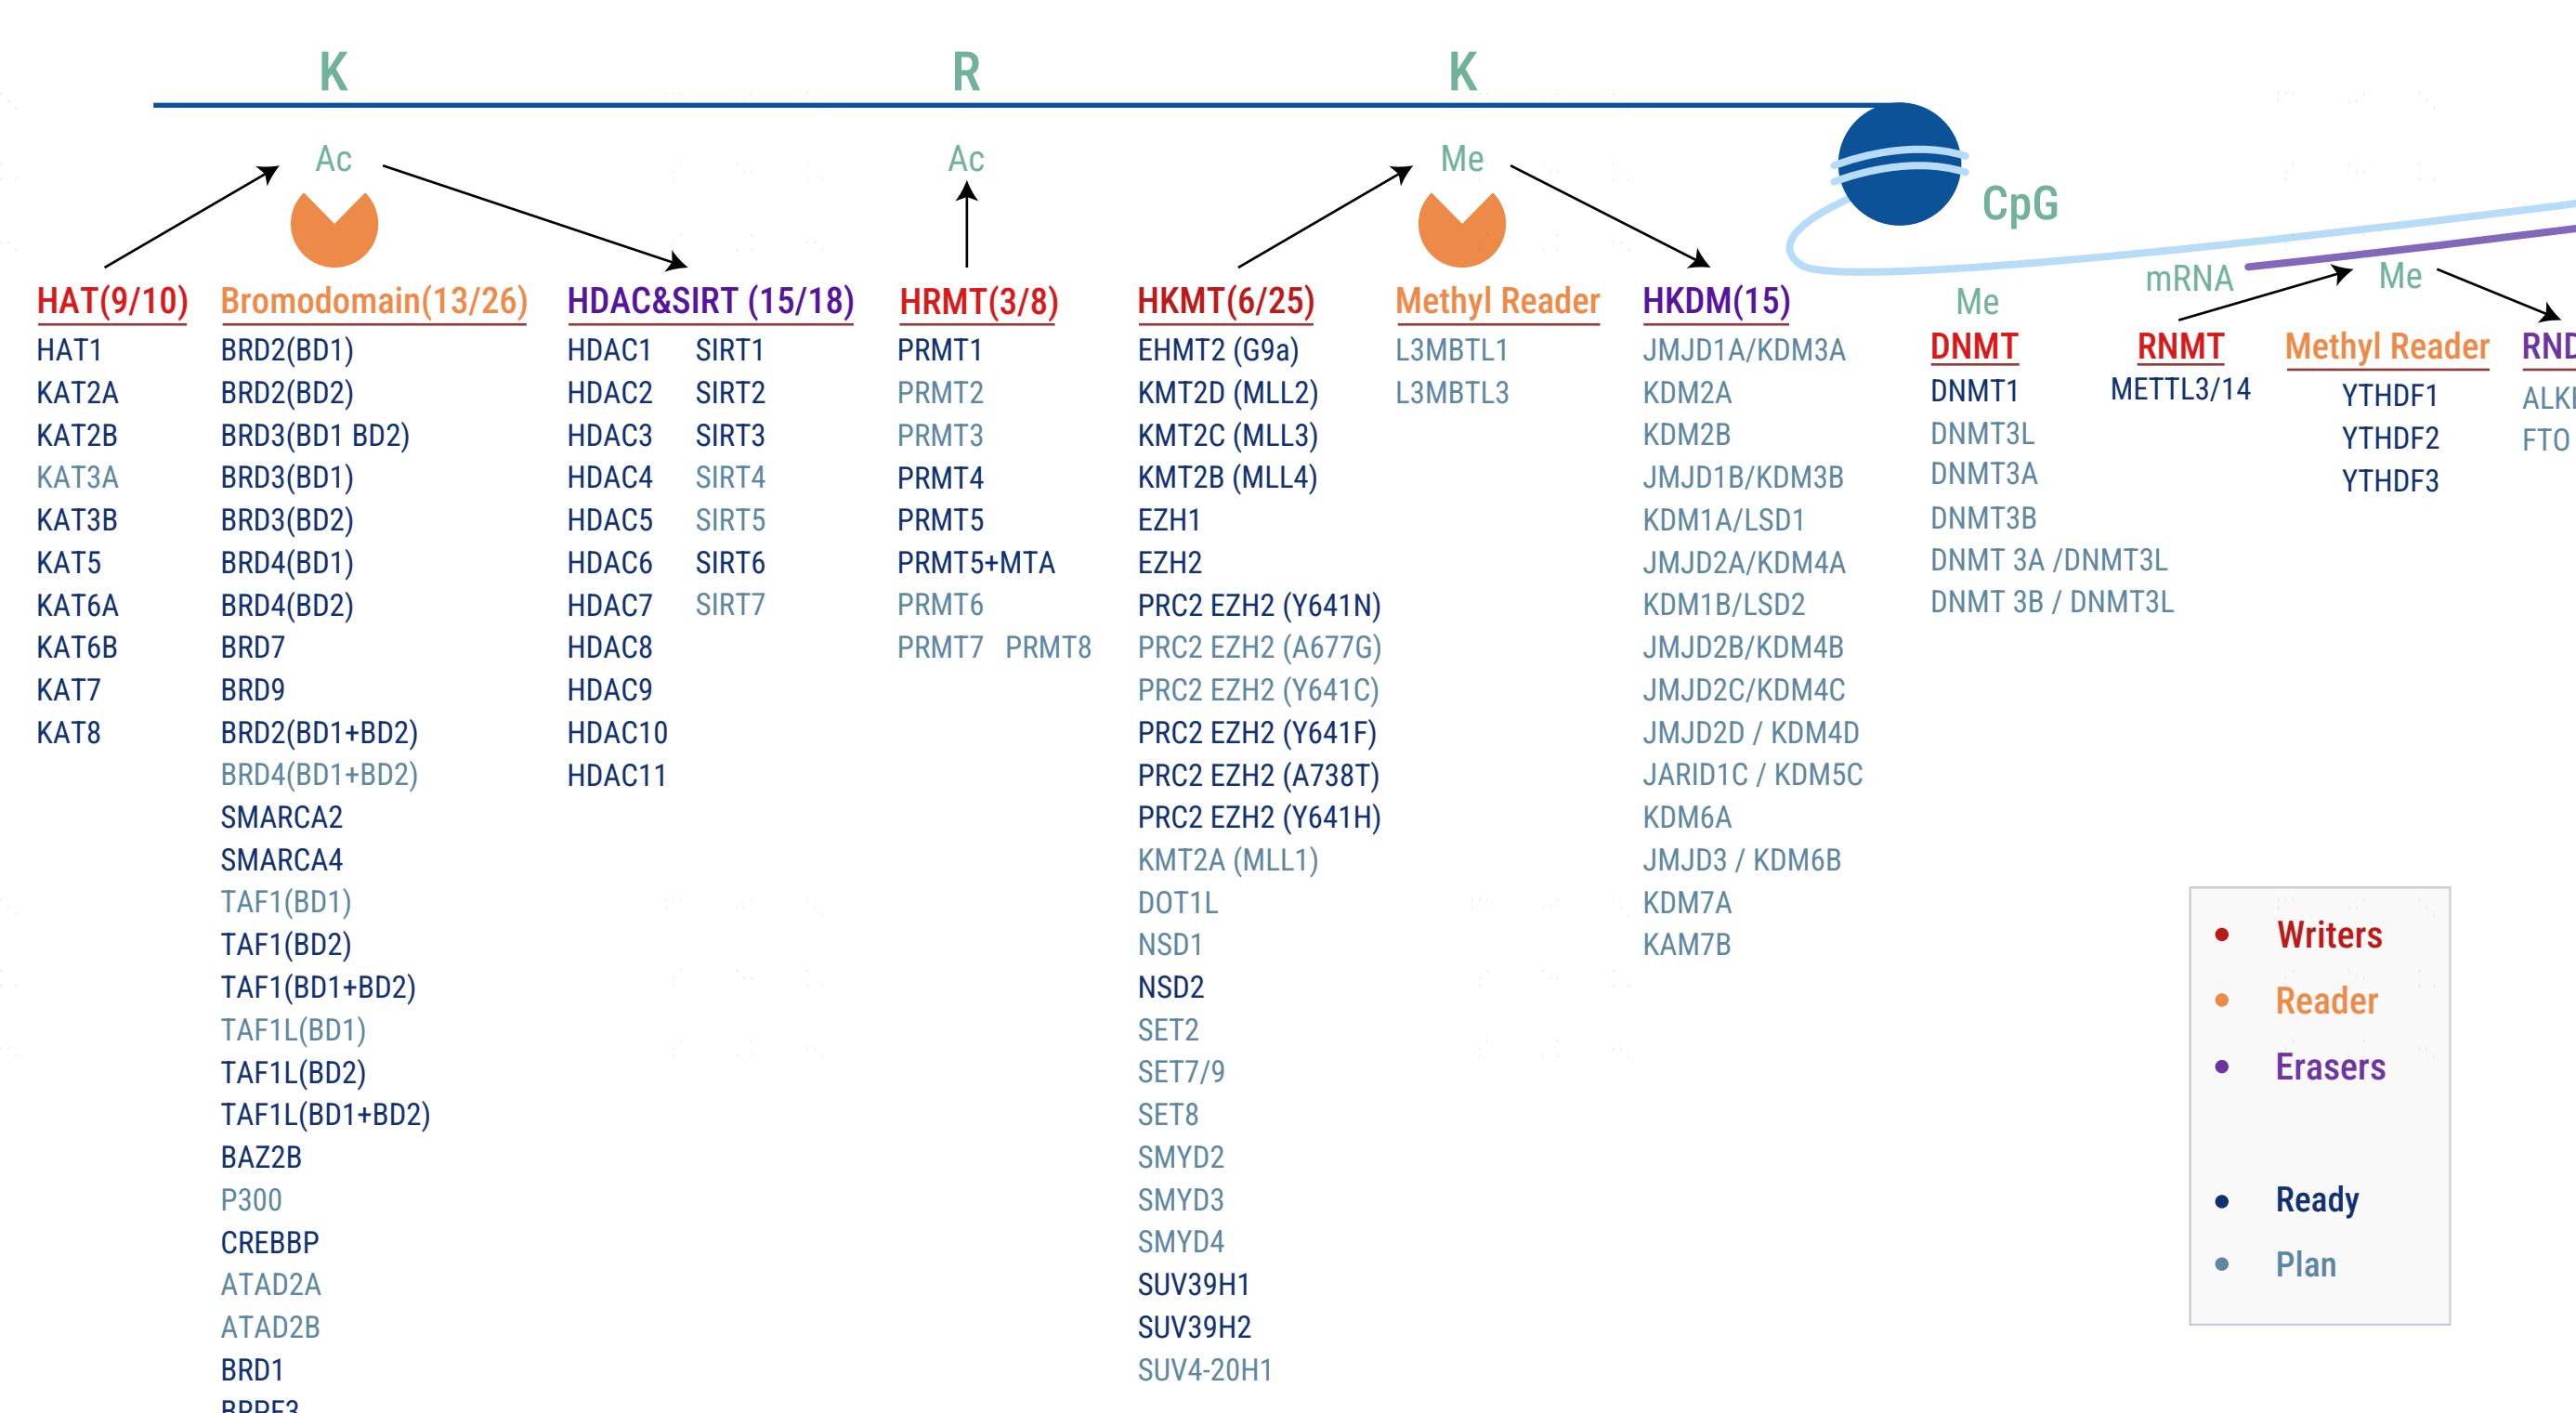 K
R
K
Ac
Ac
Me
CpG
mRNA
Me
Me
HAT(9/10)
HAT1
KAT2A
KAT2B
KAT3A
KAT3B
KAT5
KAT6A
KAT6B
KAT7
KAT8
Bromodomain(13/26)
BRD2(BD1)
BRD2(BD2)
BRD3(BD1 BD2)
BRD3(BD1)
BRD3(BD2)
BRD4(BD1)
BRD4(BD2)
BRD7
BRD9
BRD2(BD1+BD2)
BRD4(BD1+BD2)
SMARCA2
SMARCA4
TAF1(BD1)
TAF1(BD2)
TAF1(BD1+BD2)
TAF1L(BD1)
TAF1L(BD2)
TAF1L(BD1+BD2)
BAZ2B
P300
CREBBP
ATAD2A
ATAD2B
BRD1
HDAC&SIRT (15/18)
HDAC1 SIRT1
HDAC2 SIRT2
HDAC3 SIRT3
HDAC4 SIRT4
HDAC5 SIRT5
HDAC6 SIRT6
HDAC7 SIRT7
HDAC8
HDAC9
HDAC10
HDAC11
HRMT(3/8)
PRMT1
PRMT2
PRMT3
PRMT4
PRMT5
PRMT5+MTA
PRMT6
PRMT7 PRMT8
HKMT(6/25)
EHMT2 (G9a)
KMT2D (MLL2)
KMT2C (MLL3)
KMT2B (MLL4)
EZH1
EZH2
PRC2 EZH2 (Y641N)
PRC2 EZH2 (A677G)
PRC2 EZH2 (Y641C)
PRC2 EZH2 (Y641F)
PRC2 EZH2 (A738T)
PRC2 EZH2 (Y641H)
KMT2A (MLL1)
DOT1L
NSD1
NSD2
SET2
SET7/9
SET8
SMYD2
SMYD3
SMYD4
SUV39H1
SUV39H2
SUV4-20H1
Methyl Reader
L3MBTL1
L3MBTL3
HKDM(15)
JMJD1A/KDM3A
KDM2A
KDM2B
JMJD1B/KDM3B
KDM1A/LSD1
JMJD2A/KDM4A
KDM1B/LSD2
JMJD2B/KDM4B
JMJD2C/KDM4C
JMJD2D / KDM4D
JARID1C / KDM5C
KDM6A
JMJD3 / KDM6B
KDM7A
KAM7B
DNMT
DNMT1
DNMT3L
DNMT3A
DNMT3B
DNMT 3A /DNMT3L
DNMT 3B / DNMT3L
RNMT
METTL3/14
Methyl Reader
YTHDF1
YTHDF2
YTHDF3
FTO
Writers
Reader
Erasers
Ready
Plan